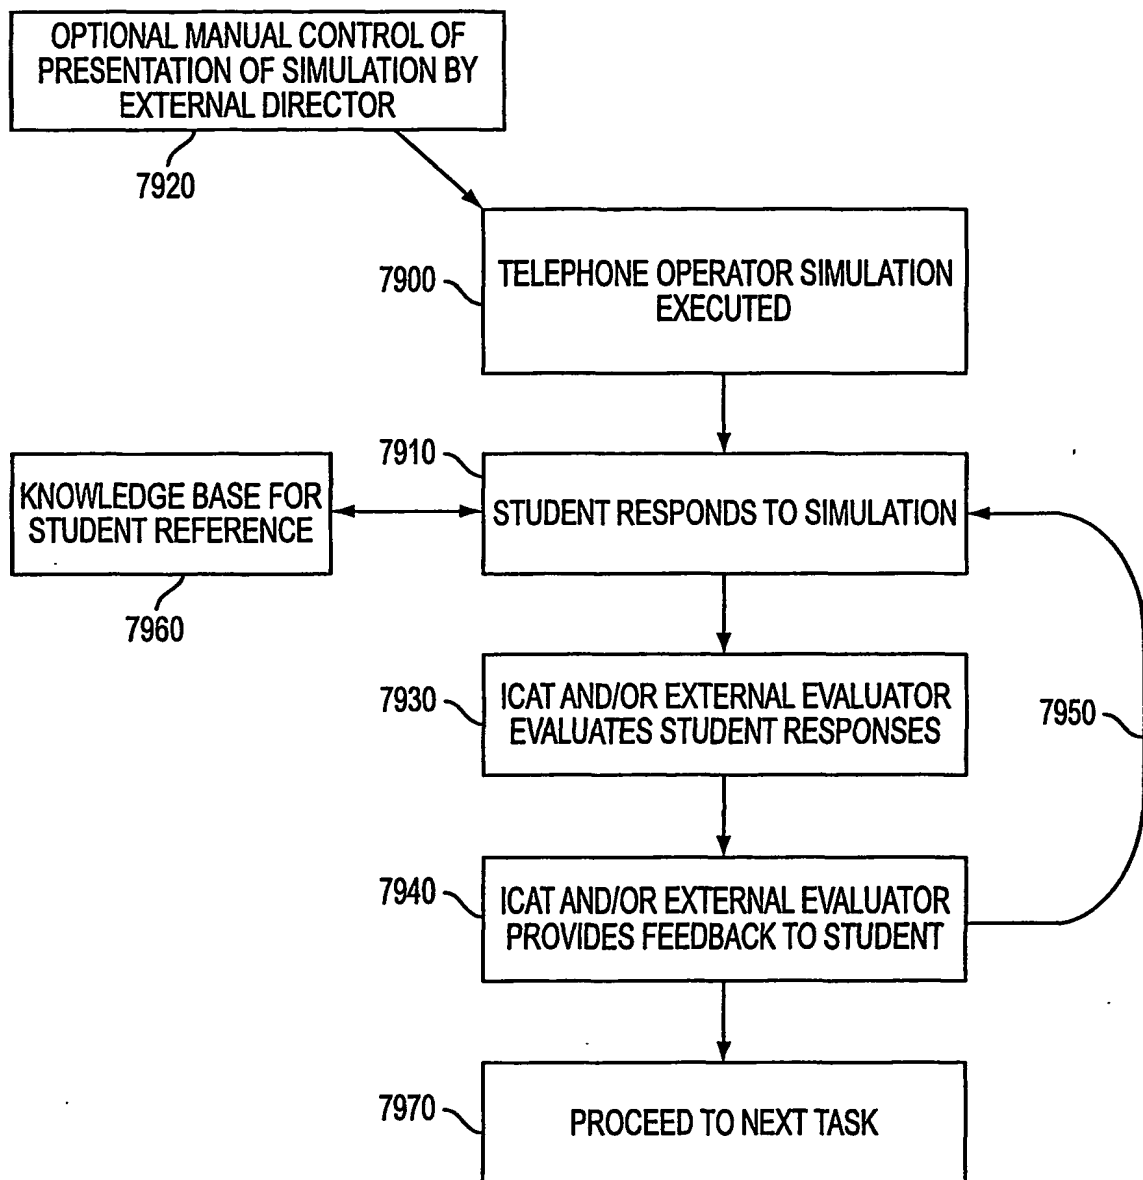 OPTIONAL MANUAL CONTROL OF
PRESENTATION OF SIMULATION BY
EXTERNAL DIRECTOR
7920
7900
TELEPHONE OPERATOR SIMULATION
EXECUTED
7910
KNOWLEDGE BASE FOR
STUDENT REFERENCE
STUDENT RESPONDS TO SIMULATION
7960
7930
ICAT AND/OR EXTERNAL EVALUATOR
EVALUATES STUDENT RESPONSES
7950
7940
ICAT AND/OR EXTERNAL EVALUATOR
PROVIDES FEEDBACK TO STUDENT
7970
PROCEED TO NEXT TASK